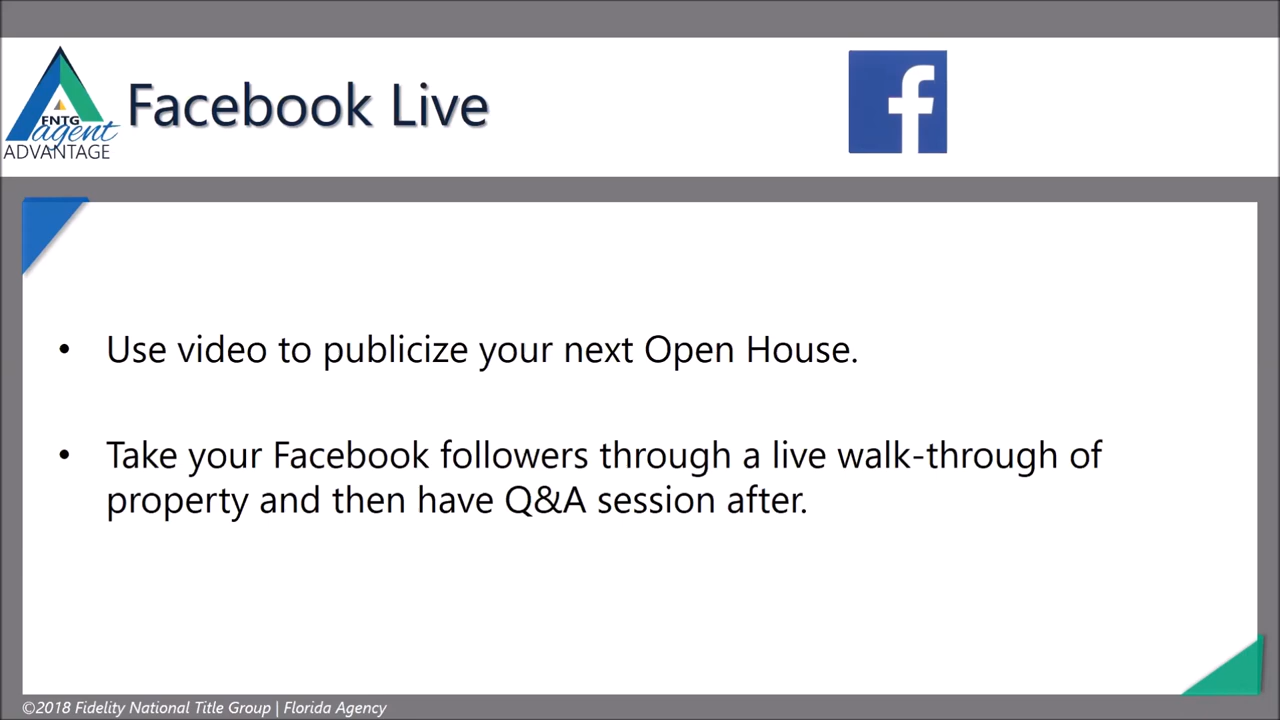 FNTG
agent
ADVANTAGE
Facebook Live
f
• Use video to publicize your next Open House.
• Take your Facebook followers through a live walk-through of
property and then have Q&A session after.
©2018 Fidelity National Title Group | Florida Agency